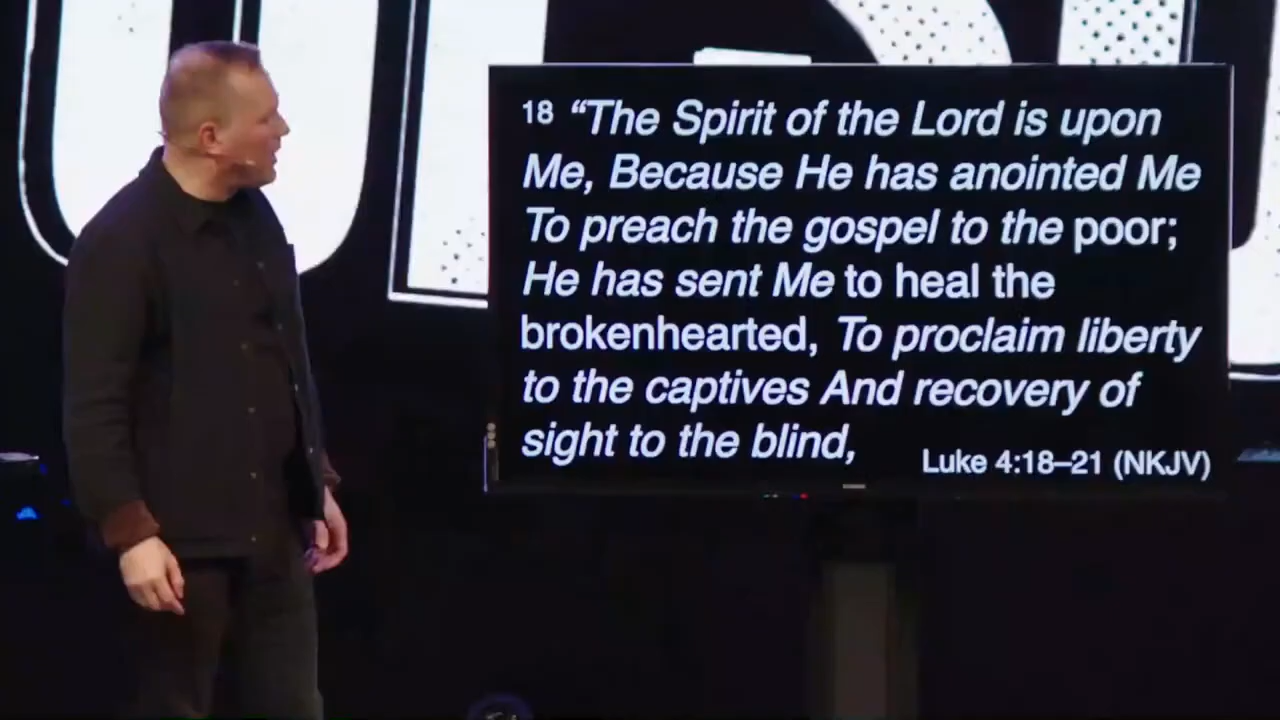 18 “The Spirit of the Lord is upon
Me, Because He has anointed Me
To preach the gospel to the poor;
He has sent Me to heal the
brokenhearted, To proclaim liberty
to the captives And recovery of
sight to the blind,
Luke 4:18–21 (NKJV)